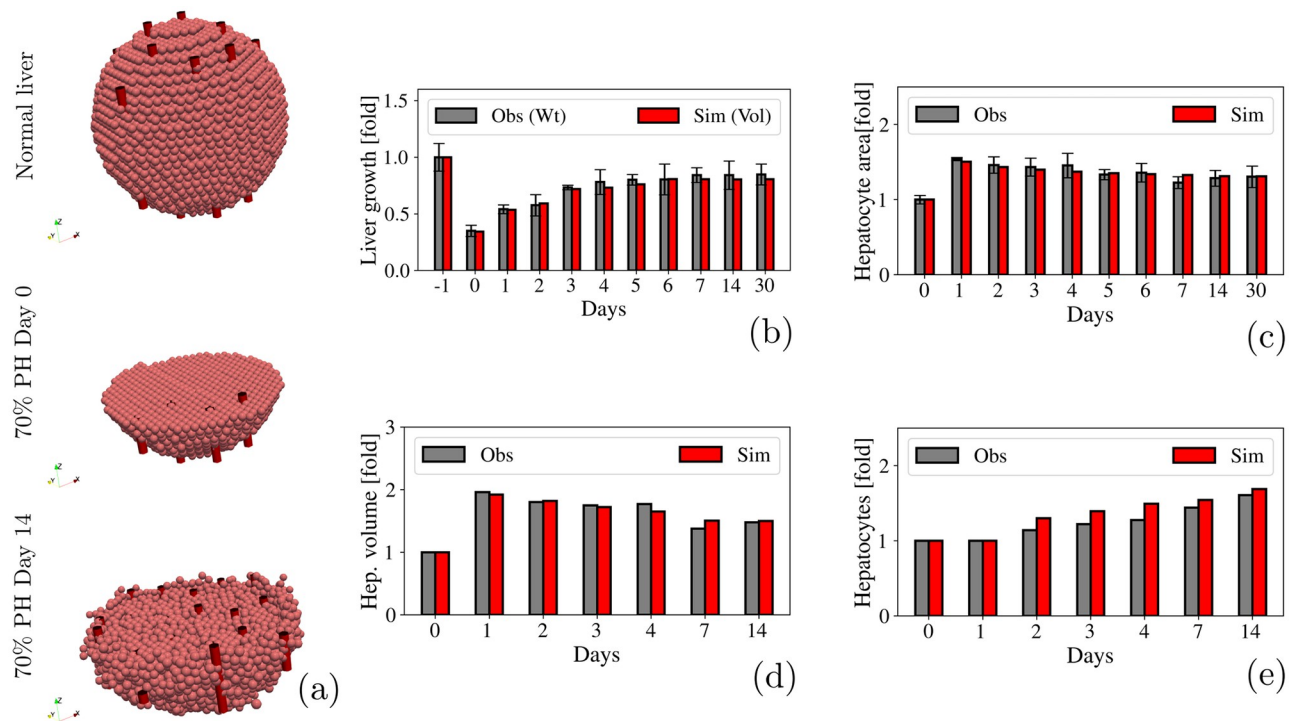 Normal liver
Z
Y
X
70% PH Day 0
Z
Y
X
70% PH Day 14
Z
Y
X
(a)
Liver growth [fold]
1.5
1.0
0.5
0.0
Obs (Wt)
Sim (Vol)
-1 0 1 2 3 4 5 6 7 14 30
Days
(b)
Hepatocyte area[fold]
2
1
0
Obs
Sim
0 1 2 3 4 5 6 7 14 30
Days
(c)
Hep. volume [fold]
3
2
1
0
Obs
Sim
0 1 2 3 4 7 14
Days
(d)
Hepatocytes [fold]
2
1
0
Obs
Sim
0 1 2 3 4 7 14
Days
(e)